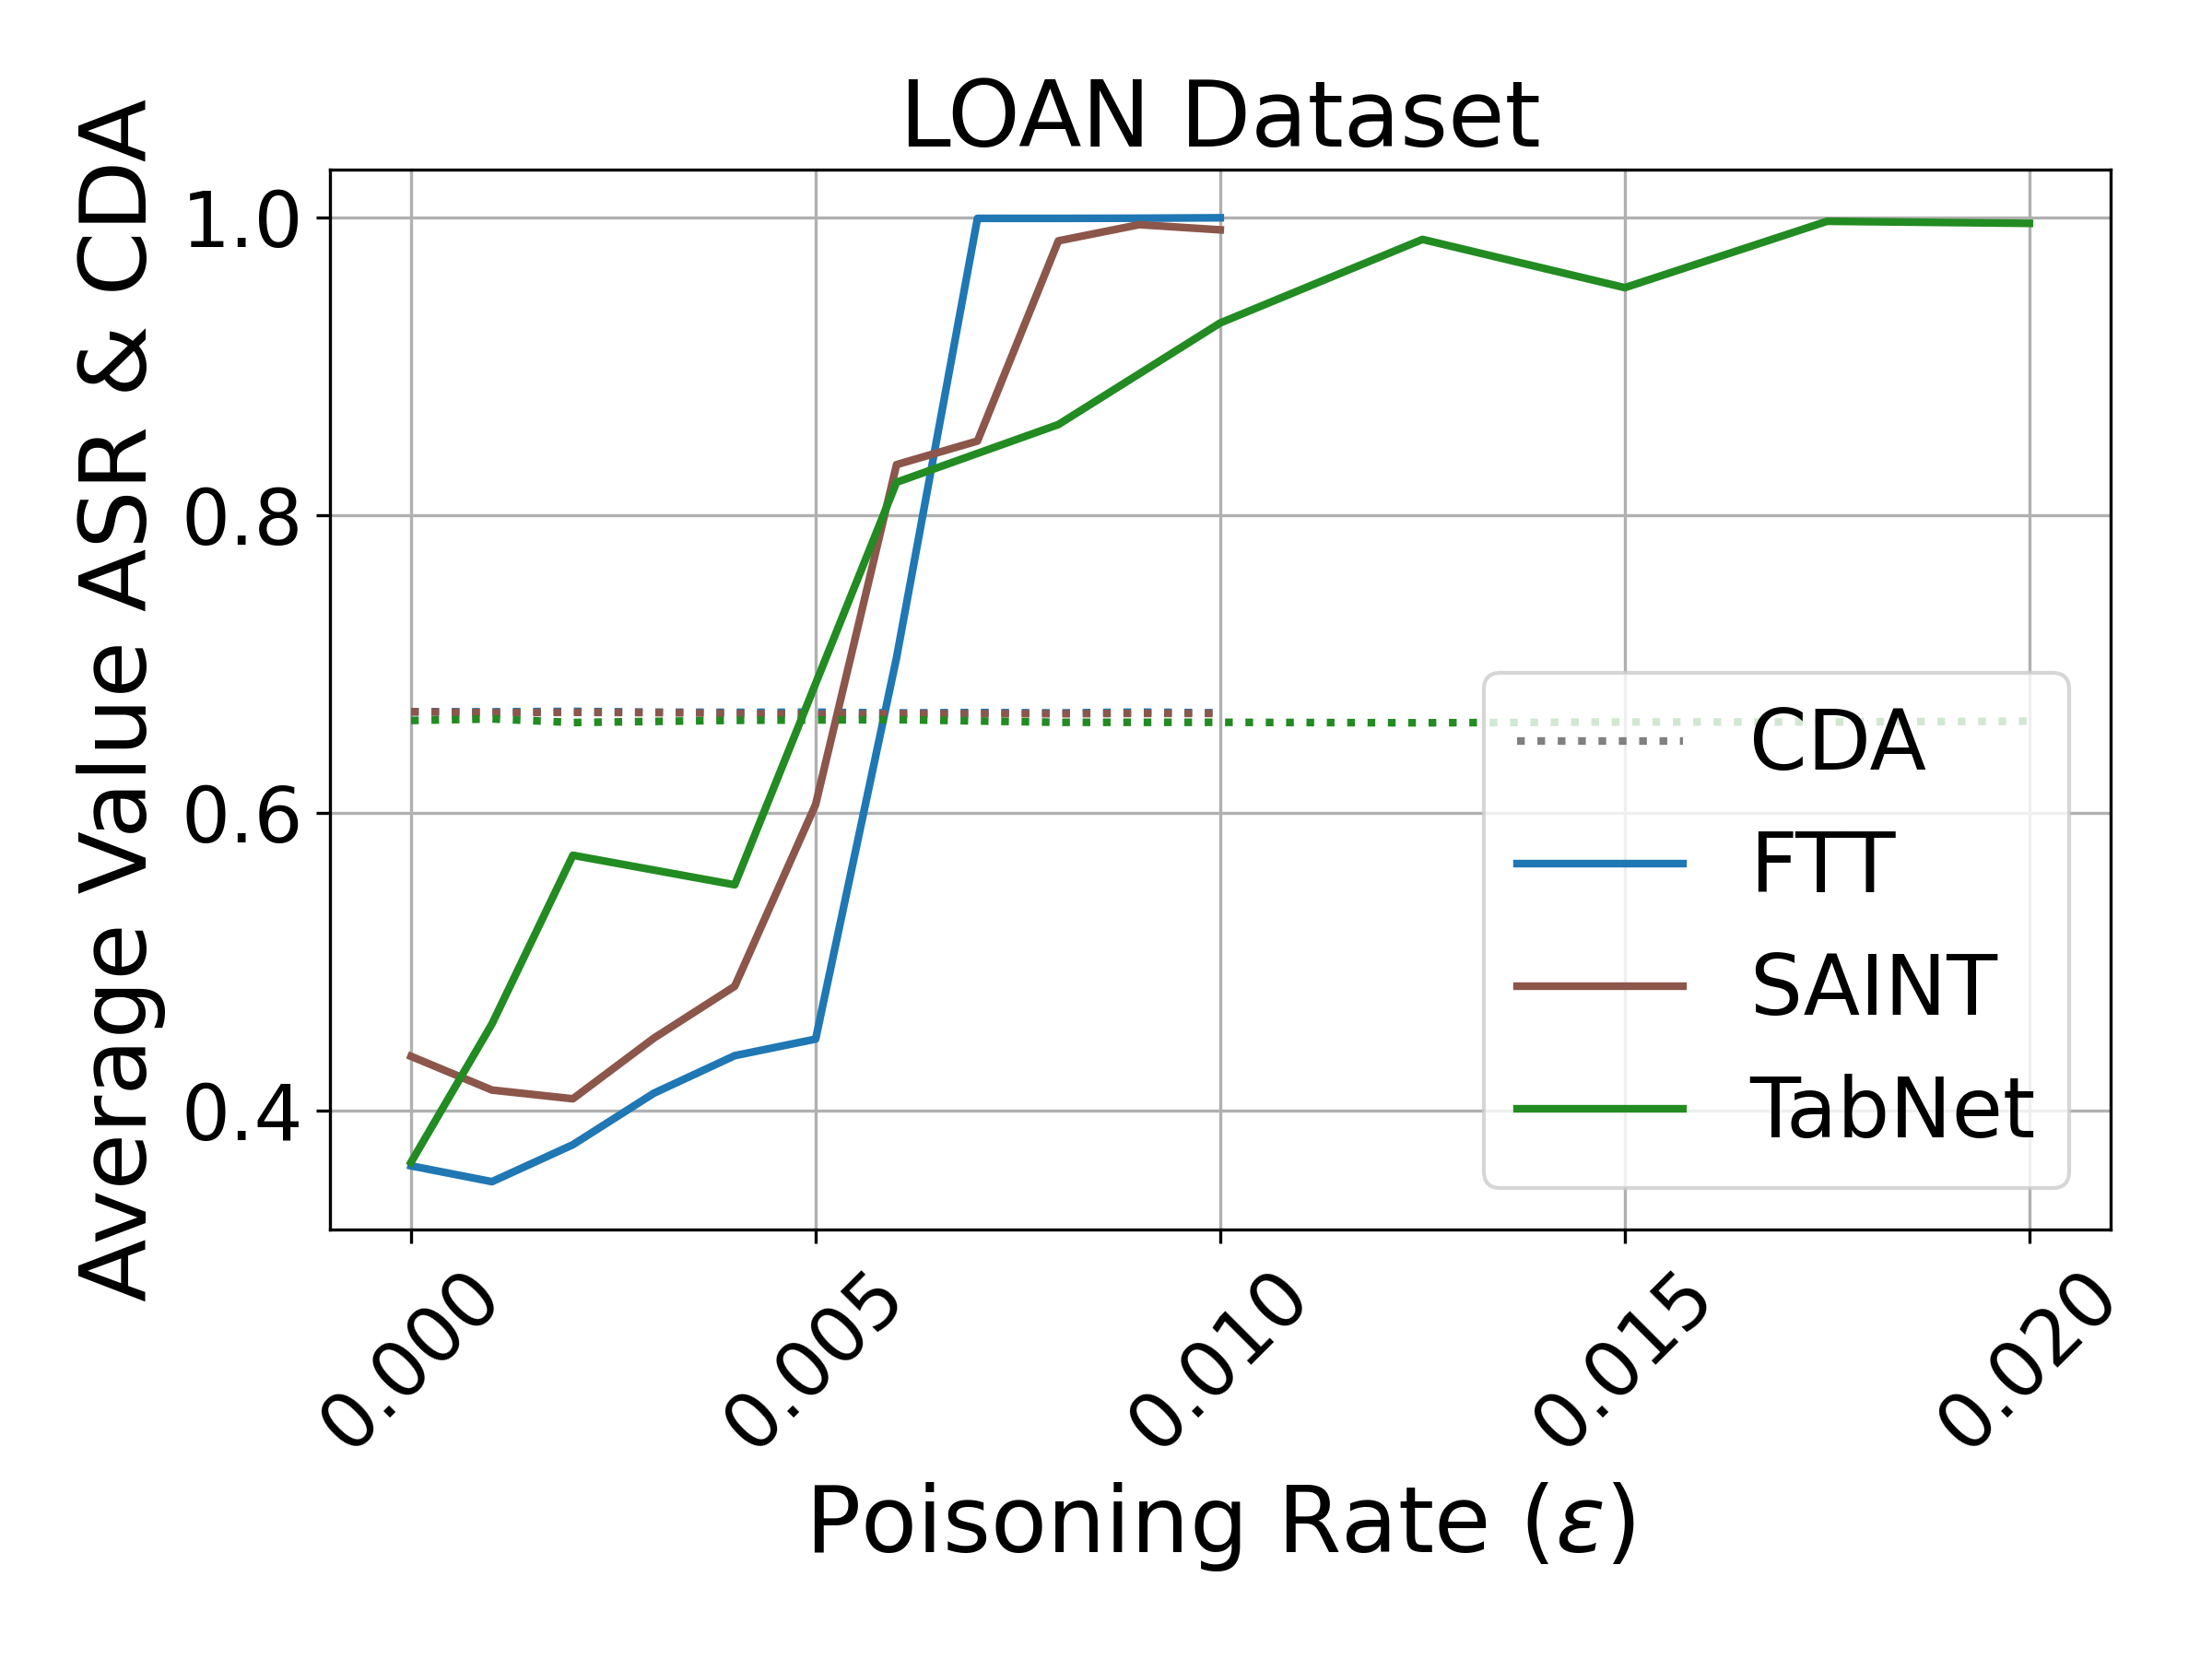 LOAN Dataset
Average Value ASR & CDA
1.0
0.8
0.6
0.4
CDA
FTT
SAINT
TabNet
0.000
0.005
0.010
0.015
0.020
Poisoning Rate (ε)